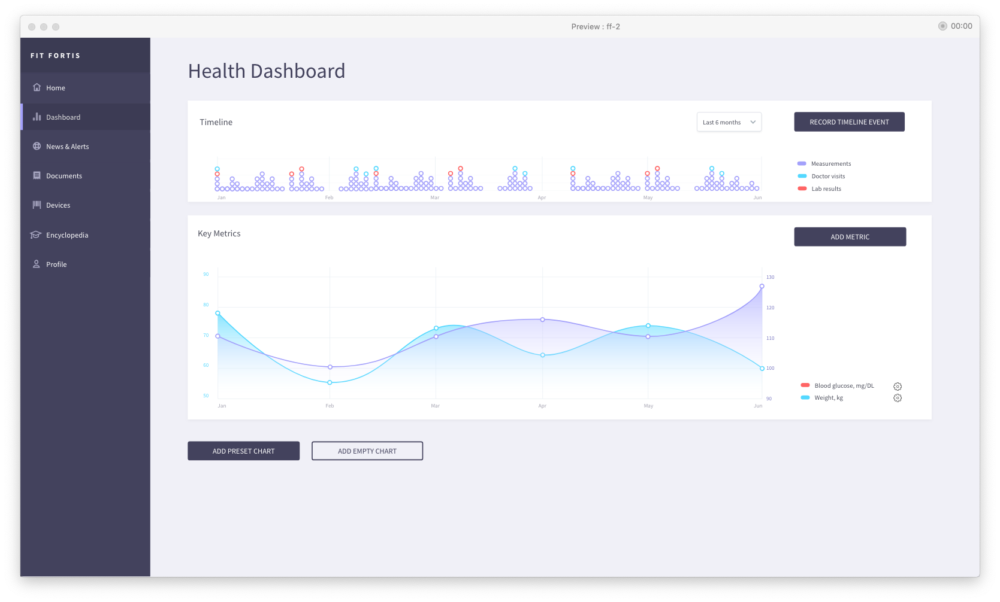 Preview : ff-2
00:00
FIT FORTIS
Home
Dashboard
News & Alerts
Documents
Devices
Encyclopedia
Profile
Health Dashboard
Timeline
Last 6 months
RECORD TIMELINE EVENT
Measurements
Doctor visits
Lab results
Jan Feb Mar Apr May Jun
Key Metrics
ADD METRIC
90
80
70
60
50
130
120
110
100
90
Jan Feb Mar Apr May Jun
Blood glucose, mg/DL
Weight, kg
ADD PRESET CHART
ADD EMPTY CHART